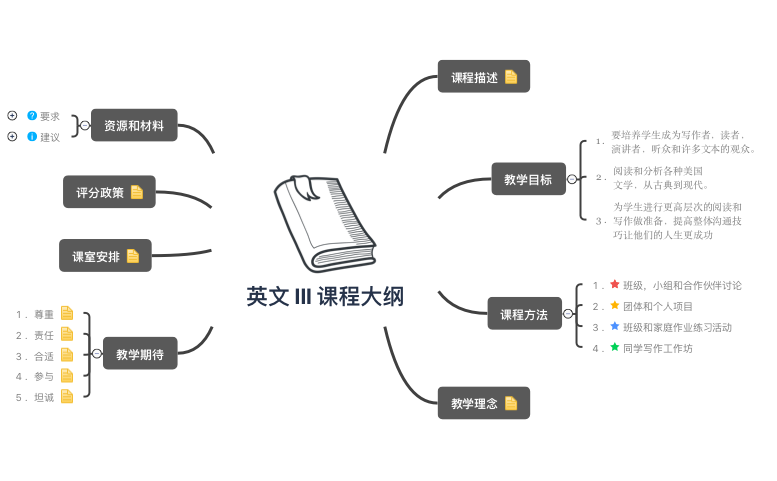 英文 III 课程大纲
课程描述
教学目标
1. 要培养学生成为写作者，读者，
演讲者，听众和许多文本的观众。
2. 阅读和分析各种美国
文学，从古典到现代。
3. 为学生进行更高层次的阅读和
写作做准备，提高整体沟通技
巧让他们的人生更成功
课程方法
1. 班级，小组和合作伙伴讨论
2. 团体和个人项目
3. 班级和家庭作业练习活动
4. 同学写作工作坊
教学理念
资源和材料
要求
建议
评分政策
课室安排
教学期待
1. 尊重
2. 责任
3. 合适
4. 参与
5. 坦诚